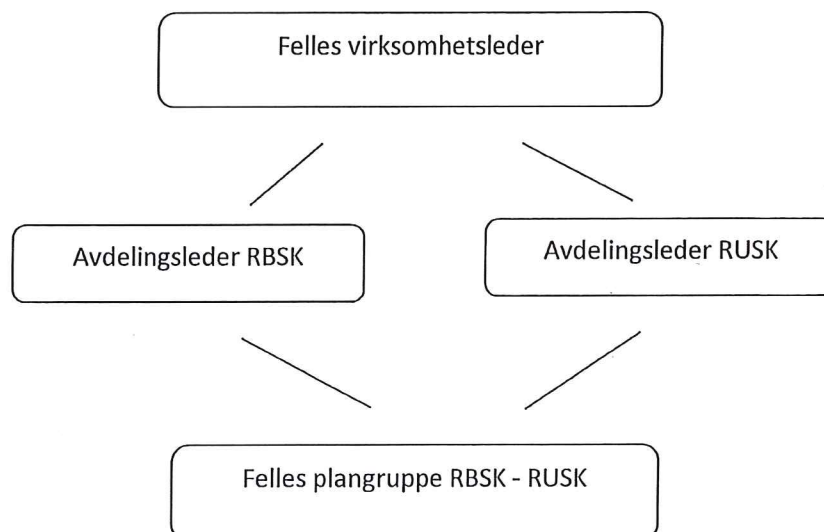 Felles virksomhetsleder
Avdelingsleder RBSK
Avdelingsleder RUSK
Felles plangruppe RBSK - RUSK